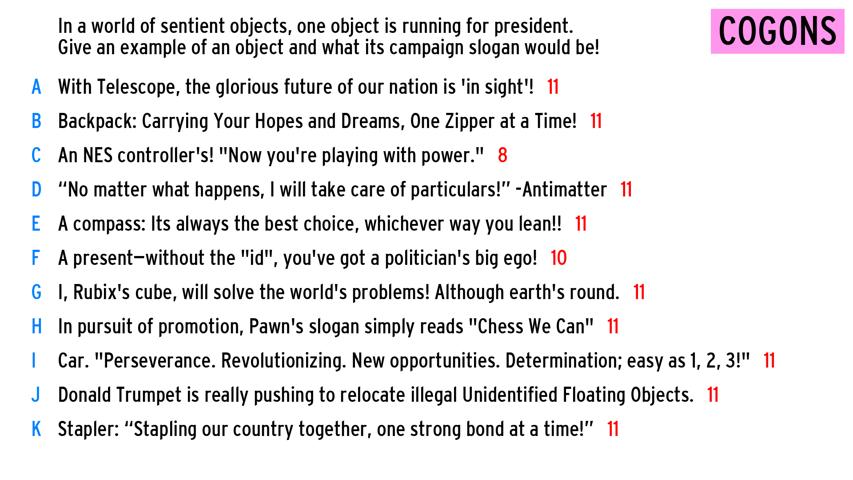 In a world of sentient objects, one object is running for president.
Give an example of an object and what its campaign slogan would be!
COGONS
A With Telescope, the glorious future of our nation is 'in sight'! 11
B Backpack: Carrying Your Hopes and Dreams, One Zipper at a Time! 11
C An NES controller's! "Now you're playing with power." 8
D “No matter what happens, I will take care of particulars!” -Antimatter 11
E A compass: Its always the best choice, whichever way you lean!! 11
F A present—without the "id", you've got a politician's big ego! 10
G I, Rubix's cube, will solve the world's problems! Although earth's round. 11
H In pursuit of promotion, Pawn's slogan simply reads "Chess We Can" 11
I Car. "Perseverance. Revolutionizing. New opportunities. Determination; easy as 1, 2, 3!" 11
J Donald Trumpet is really pushing to relocate illegal Unidentified Floating Objects. 11
K Stapler: “Stapling our country together, one strong bond at a time!” 11